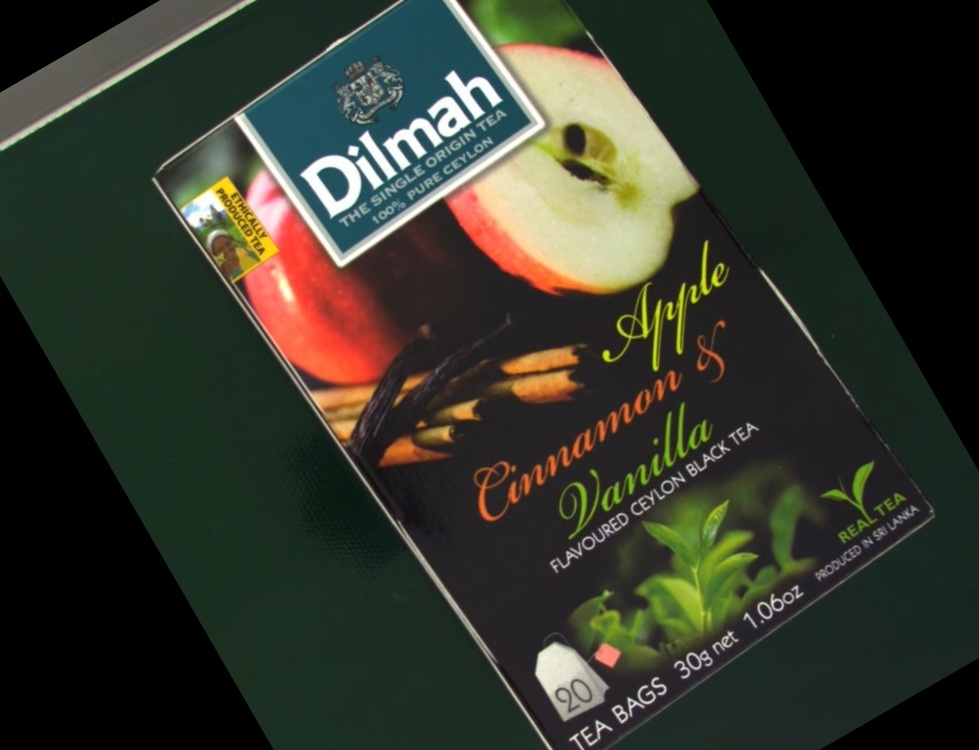 Dilmah
THE SINGLE ORIGIN TEA
100% PURE CEYLON
ETHICALLY
PRODUCED TEA
Apple
Cinnamon &
Vanilla
FLAVOURED CEYLON BLACK TEA
REAL TEA
PRODUCED IN SRI LANKA
20
TEA BAGS 30g net 1.06oz